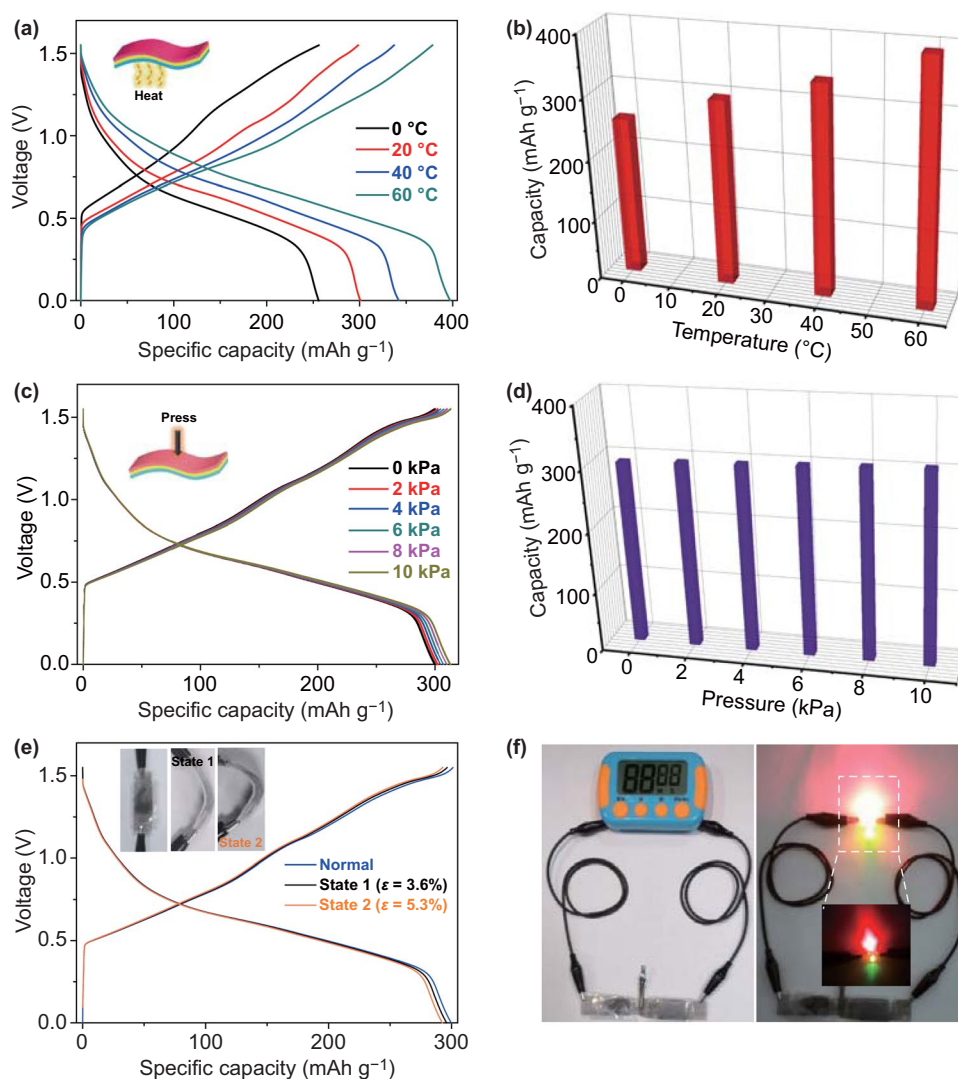 (a)
Heat
0 °C
20 °C
40 °C
60 °C
Voltage (V)
1.5
1.0
0.5
0.0
0 100 200 300 400
Specific capacity (mAh g⁻¹)
(b)
Capacity (mAh g⁻¹)
400
300
200
100
0
0 10 20 30 40 50 60
Temperature (°C)
(c)
Press
0 kPa
2 kPa
4 kPa
6 kPa
8 kPa
10 kPa
Voltage (V)
1.5
1.0
0.5
0.0
0 100 200 300
Specific capacity (mAh g⁻¹)
(d)
Capacity (mAh g⁻¹)
400
300
200
100
0
0 2 4 6 8 10
Pressure (kPa)
(e)
State 1
State 2
Normal
State 1 (ε = 3.6%)
State 2 (ε = 5.3%)
Voltage (V)
1.5
1.0
0.5
0.0
0 100 200 300
Specific capacity (mAh g⁻¹)
(f)
88 88